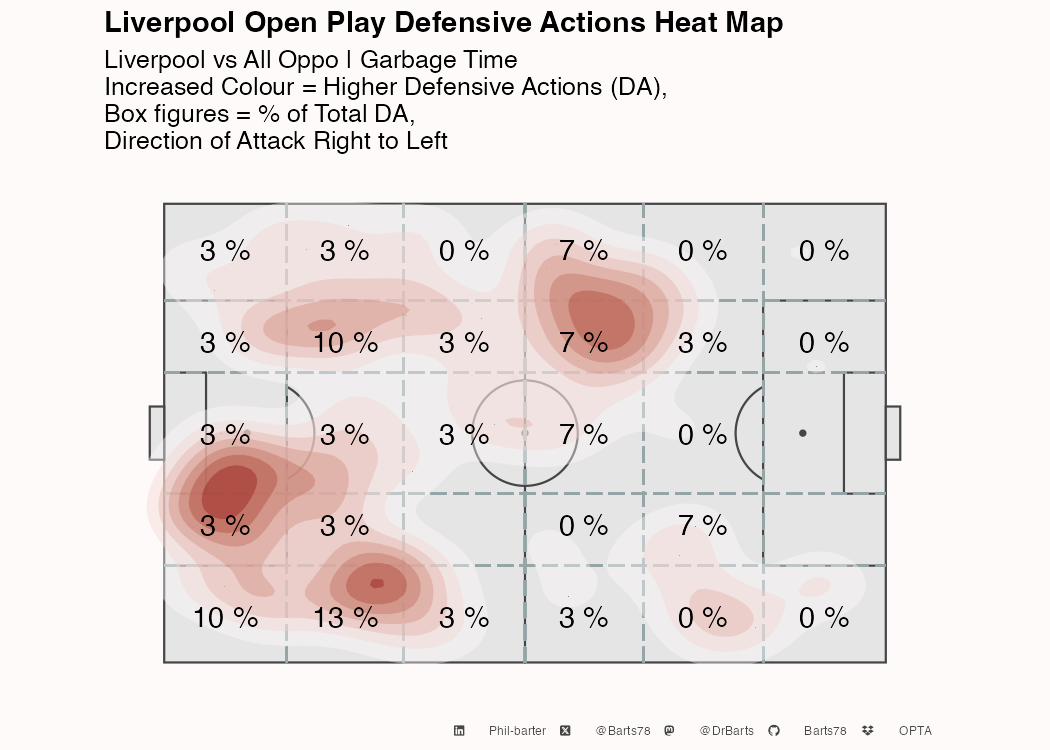 Liverpool Open Play Defensive Actions Heat Map
Liverpool vs All Oppo | Garbage Time
Increased Colour = Higher Defensive Actions (DA),
Box figures = % of Total DA,
Direction of Attack Right to Left
3 % 3 % 0 % 7 % 0 % 0 %
3 % 10 % 3 % 7 % 3 % 0 %
3 % 3 % 3 % 7 % 0 %
3 % 3 % 0 % 7 %
10 % 13 % 3 % 3 % 0 % 0 %
Phil-barter @Barts78 @DrBarts Barts78 OPTA